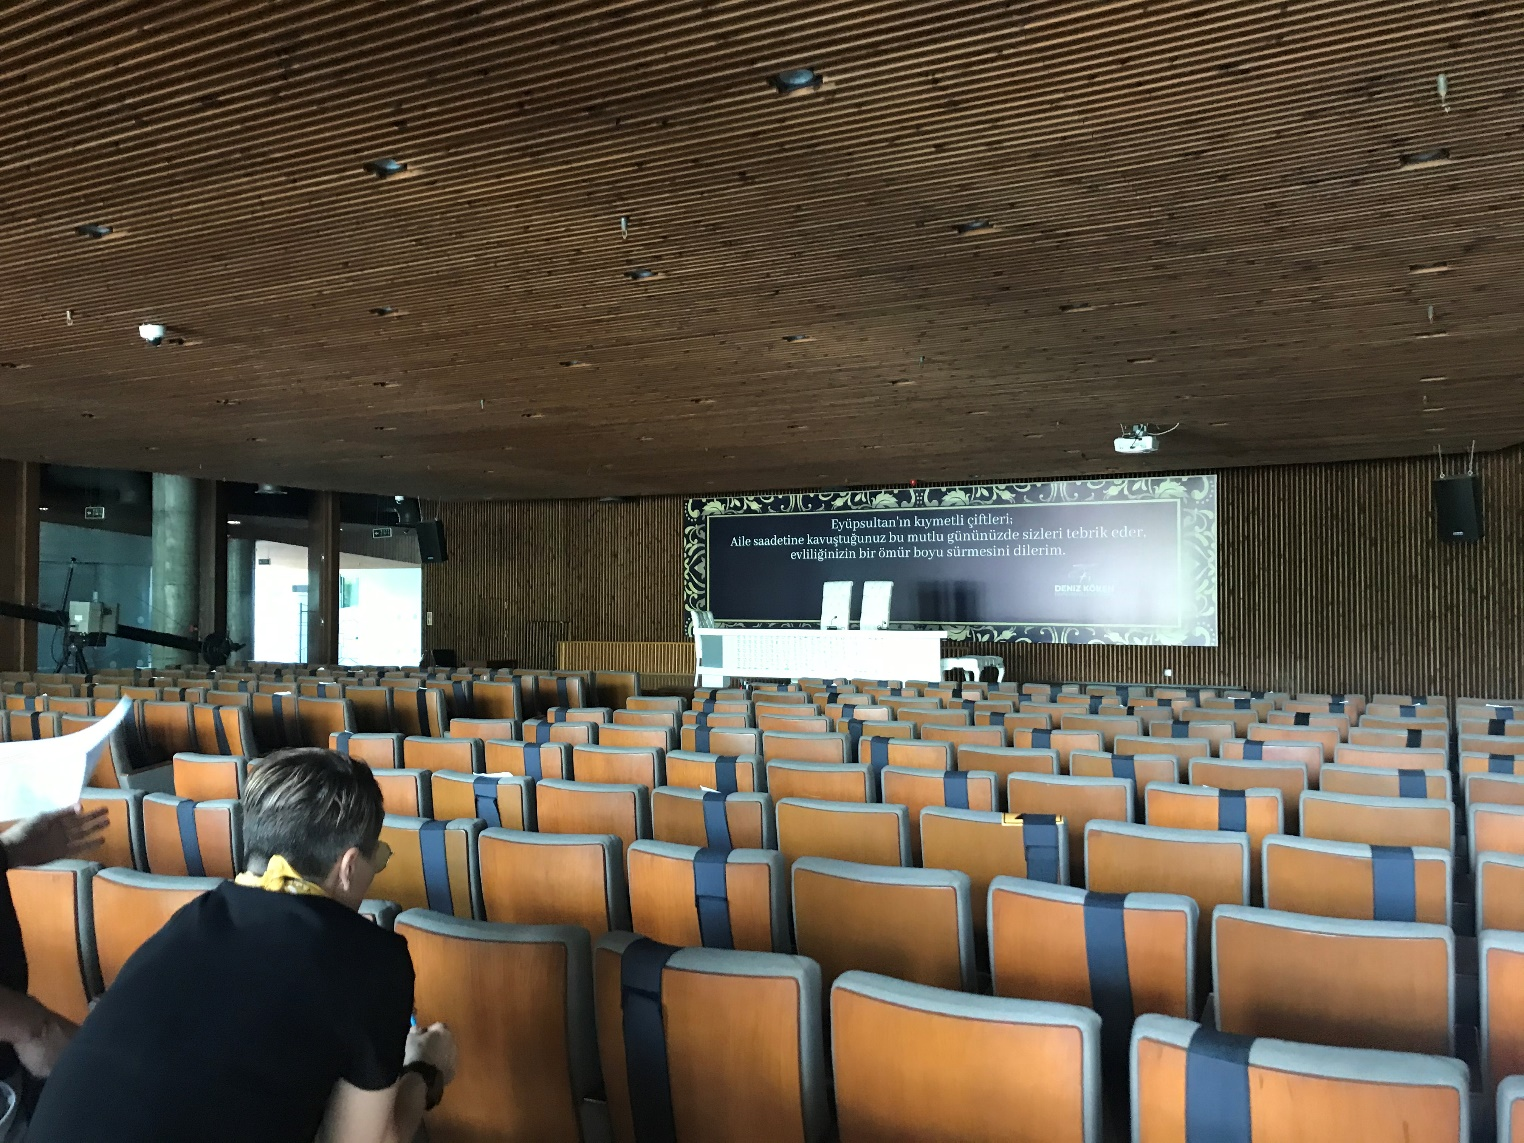 Eyüpsultan'ın kıymetli çiftleri;
Aile saadetine kavuştuğunuz bu mutlu gününüzde sizleri tebrik eder,
evliliğinizin bir ömür boyu sürmesini dilerim.
DENİZ KÖKEN